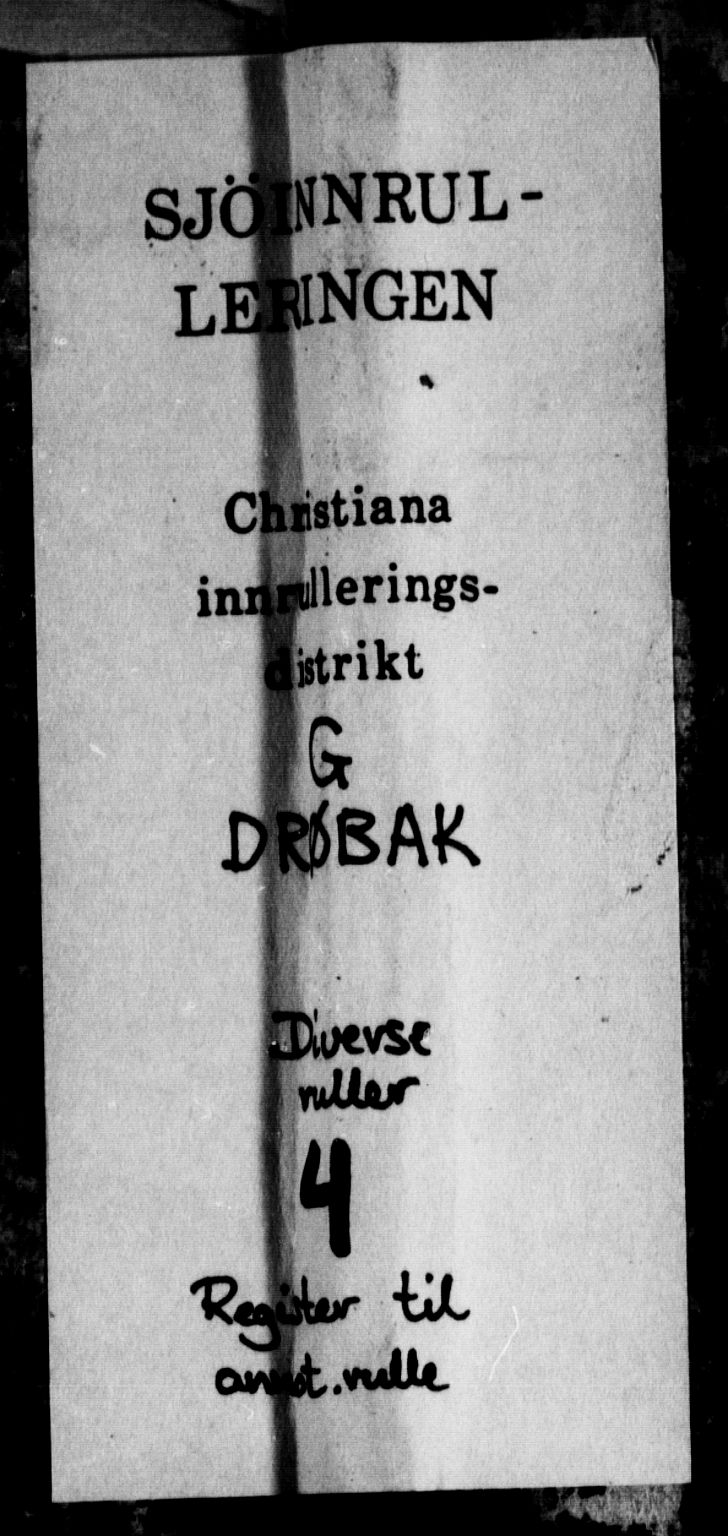 SJÖINNRUL-
LERINGEN
Christiana
innrullerings-
distrikt
G
DRØBAK
Diverse
ruller
4
Register til
annot.rulle